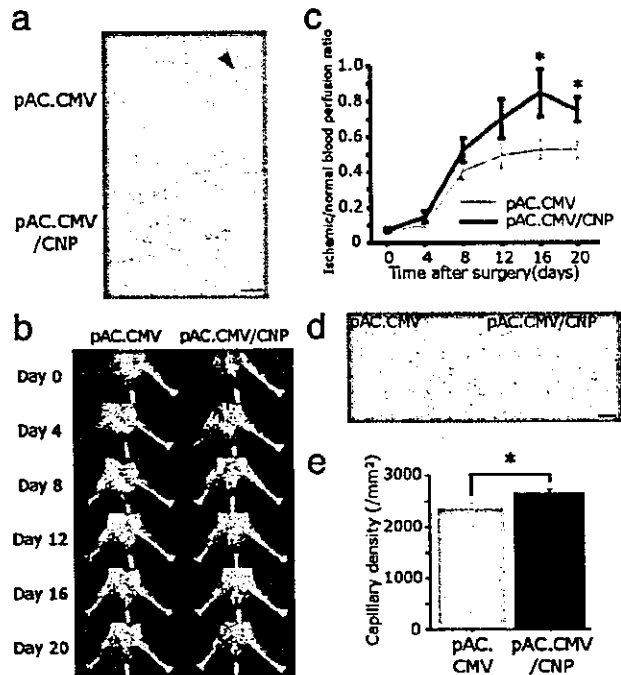 a
pAC.CMV
pAC.CMV
/CNP
b
pAC.CMV pAC.CMV/CNP
Day 0
Day 4
Day 8
Day 12
Day 16
Day 20
c
Ischemic/normal blood perfusion ratio
1.0
0.8
0.6
0.4
0.2
0
* *
pAC.CMV
pAC.CMV/CNP
0 4 8 12 16 20
Time after surgery(days)
d
pAC.CMV pAC.CMV/CNP
e
Capillary density (/mm²)
3000
2000
1000
0
*
pAC.
CMV
pAC.CMV
/CNP